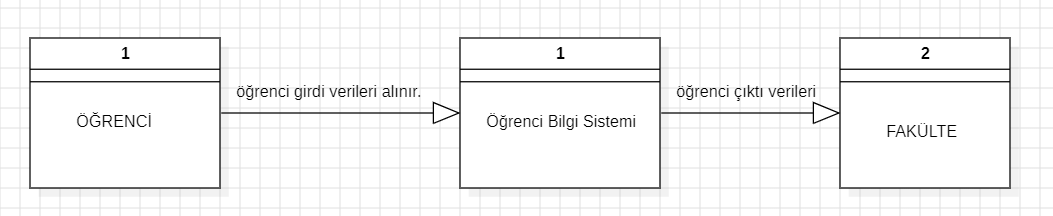 1
ÖĞRENCİ
öğrenci girdi verileri alınır.
1
Öğrenci Bilgi Sistemi
öğrenci çıktı verileri
2
FAKÜLTE